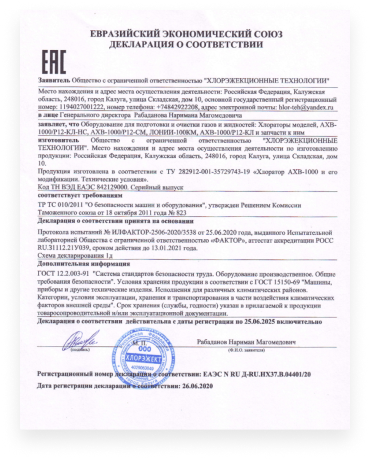 ЕВРАЗИЙСКИЙ ЭКОНОМИЧЕСКИЙ СОЮЗ
ДЕКЛАРАЦИЯ О СООТВЕТСТВИИ
ЕАС
Заявитель Общество с ограниченной ответственностью "ХЛОРЭЖЕКЦИОННЫЕ ТЕХНОЛОГИИ"
Место нахождения и адрес места осуществления деятельности: Российская Федерация, Калужская
область, 248016, город Калуга, улица Складская, дом 10, основной государственный регистрационный
номер: 1194027001222, номер телефона: +74842922208, адрес электронной почты: hlor-teh@yandex.ru
в лице Генерального директора Рабаданова Наримана Магомедовича
заявляет, что Оборудование для подготовки и очистки газов и жидкостей: Хлораторы моделей, АХВ-
1000/Р12-КЛ-НС, АХВ-1000/Р12-СМ, ЛОНИИ-100КМ, АХВ-1000/Р12-КЛ и запчасти к ним
изготовитель Общество с ограниченной ответственностью "ХЛОРЭЖЕКЦИОННЫЕ
ТЕХНОЛОГИИ". Место нахождения и адрес места осуществления деятельности по изготовлению
продукции: Российская Федерация, Калужская область, 248016, город Калуга, улица Складская, дом
10.
Продукция изготовлена в соответствии с ТУ 282912-001-35729743-19 «Хлоратор АХВ-1000 и его
модификации. Технические условия».
Код ТН ВЭД ЕАЭС 842129000. Серийный выпуск
соответствует требованиям
ТР ТС 010/2011 "О безопасности машин и оборудования", утвержден Решением Комиссии
Таможенного союза от 18 октября 2011 года № 823
Декларация о соответствии принята на основании
Протокола испытаний № ИЛФАКТОР-2506-2020/3538 от 25.06.2020 года, выданного Испытательной
лабораторией Общества с ограниченной ответственностью «ФАКТОР», аттестат аккредитации РОСС
RU.31112.21У039, сроком действия до 13.01.2021 года.
Схема декларирования 1д
Дополнительная информация
ГОСТ 12.2.003-91 "Система стандартов безопасности труда. Оборудование производственное. Общие
требования безопасности". Условия хранения продукции в соответствии с ГОСТ 15150-69 "Машины,
приборы и другие технические изделия. Исполнения для различных климатических районов.
Категории, условия эксплуатации, хранения и транспортирования в части воздействия климатических
факторов внешней среды". Срок хранения (службы, годности) указан в прилагаемой к продукции
товаросопроводительной и/или эксплуатационной документации.
Декларация о соответствии действительна с даты регистрации по 25.06.2025 включительно
М.П.
Рабаданов Нариман Магомедович
(подпись)
(Ф.И.О. заявителя)
ООО
ХЛОРЭЖЕКТ
Регистрационный номер декларации о соответствии: ЕАЭС N RU Д-RU.НХ37.В.04401/20
Дата регистрации декларации о соответствии: 26.06.2020